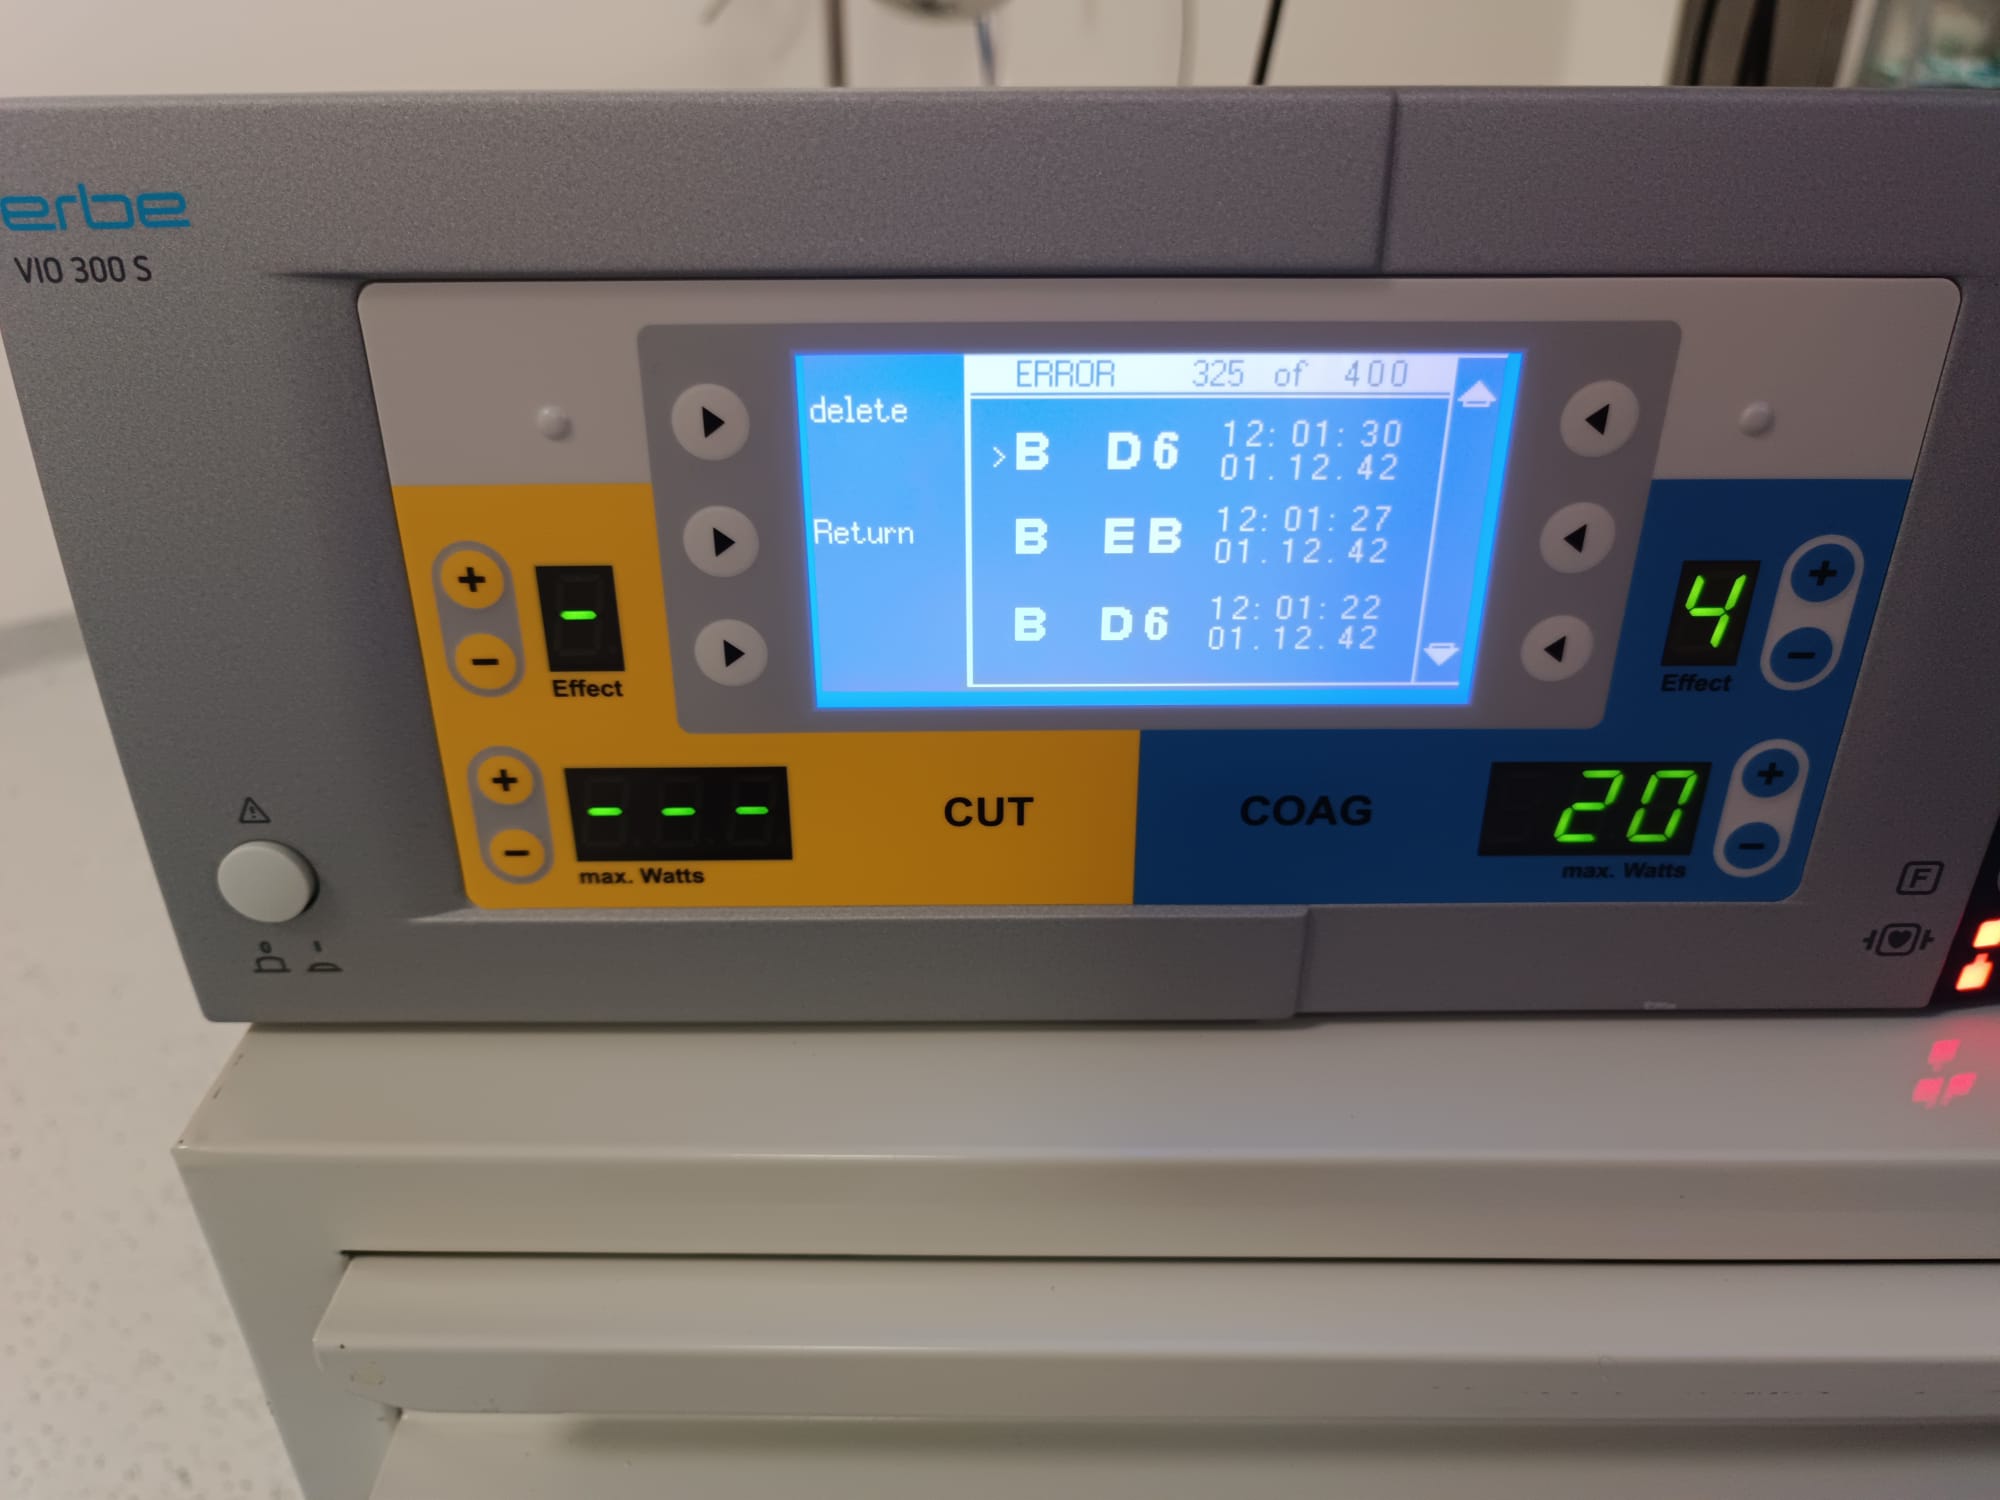 erbe
VIO 300 S
ERROR 325 of 400
delete
>B D6 12:01:30
01.12.42
Return
B EB 12:01:27
01.12.42
B D6 12:01:22
01.12.42
+
-
-
Effect
4
+
-
Effect
+
-
- - -
max. Watts
CUT
COAG
20
max. Watts
+
-
F
0 I